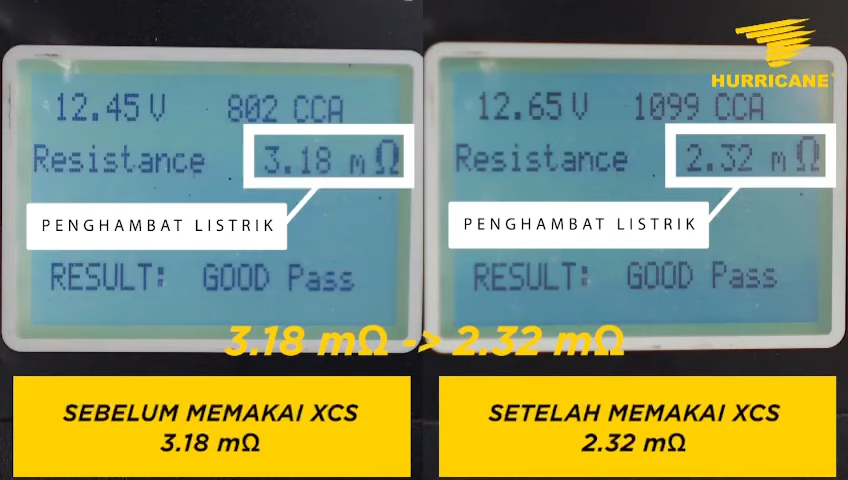 HURRICANE
12.45 V 802 CCA
Resistance 3.18 mΩ
PENGHAMBAT LISTRIK
RESULT: GOOD Pass
12.65 V 1099 CCA
Resistance 2.32 mΩ
PENGHAMBAT LISTRIK
RESULT: GOOD Pass
3.18 mΩ -> 2.32 mΩ
SEBELUM MEMAKAI XCS
3.18 mΩ
SETELAH MEMAKAI XCS
2.32 mΩ